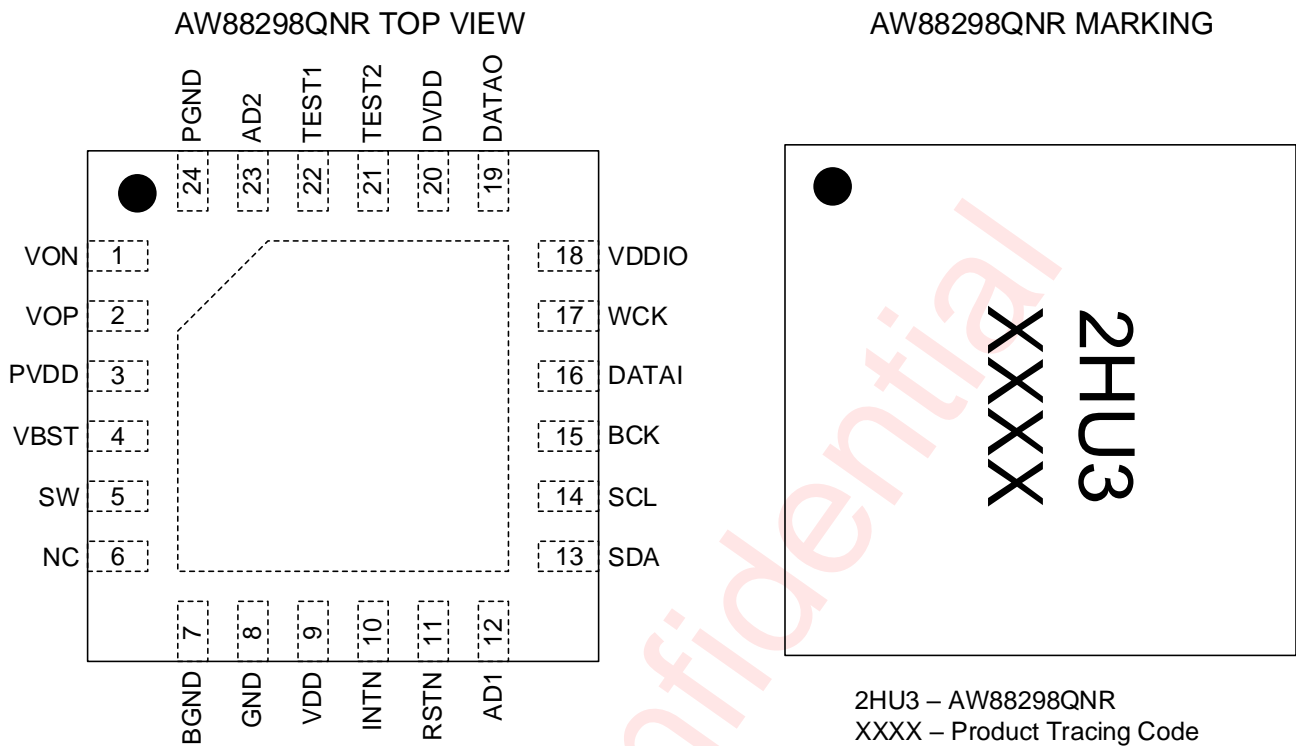 AW88298QNR TOP VIEW
AW88298QNR MARKING
PGND
AD2
TEST1
TEST2
DVDD
DATAO
24
23
22
21
20
19
VON 1
18 VDDIO
VOP 2
17 WCK
PVDD 3
16 DATAI
VBST 4
15 BCK
SW 5
14 SCL
NC 6
13 SDA
7
8
9
10
11
12
BGND
GND
VDD
INTN
RSTN
AD1
2HU3
XXXX
2HU3 – AW88298QNR
XXXX – Product Tracing Code